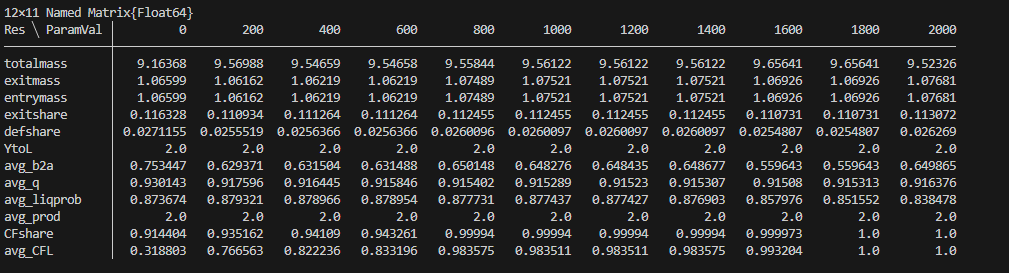 12×11 Named Matrix{Float64}
Res ╲ ParamVal │ 0 200 400 600 800 1000 1200 1400 1600 1800 2000
totalmass │ 9.16368 9.56988 9.54659 9.54658 9.55844 9.56122 9.56122 9.56122 9.65641 9.65641 9.52326
exitmass │ 1.06599 1.06162 1.06219 1.06219 1.07489 1.07521 1.07521 1.07521 1.06926 1.06926 1.07681
entrymass │ 1.06599 1.06162 1.06219 1.06219 1.07489 1.07521 1.07521 1.07521 1.06926 1.06926 1.07681
exitshare │ 0.116328 0.110934 0.111264 0.111264 0.112455 0.112455 0.112455 0.112455 0.110731 0.110731 0.113072
defshare │ 0.0271155 0.0255519 0.0256366 0.0256366 0.0260096 0.0260097 0.0260097 0.0260097 0.0254807 0.0254807 0.026269
YtoL │ 2.0 2.0 2.0 2.0 2.0 2.0 2.0 2.0 2.0 2.0 2.0
avg_b2a │ 0.753447 0.629371 0.631504 0.631488 0.650148 0.648276 0.648435 0.648677 0.559643 0.559643 0.649865
avg_q │ 0.930143 0.917596 0.916445 0.915846 0.915402 0.915289 0.91523 0.915307 0.91508 0.915313 0.916376
avg_liqprob │ 0.873674 0.879321 0.878966 0.878954 0.877731 0.877437 0.877427 0.876903 0.857976 0.851552 0.838478
avg_prod │ 2.0 2.0 2.0 2.0 2.0 2.0 2.0 2.0 2.0 2.0 2.0
CFshare │ 0.914404 0.935162 0.94109 0.943261 0.99994 0.99994 0.99994 0.99994 0.999973 1.0 1.0
avg_CFL │ 0.318803 0.766563 0.822236 0.833196 0.983575 0.983511 0.983511 0.983575 0.993204 1.0 1.0